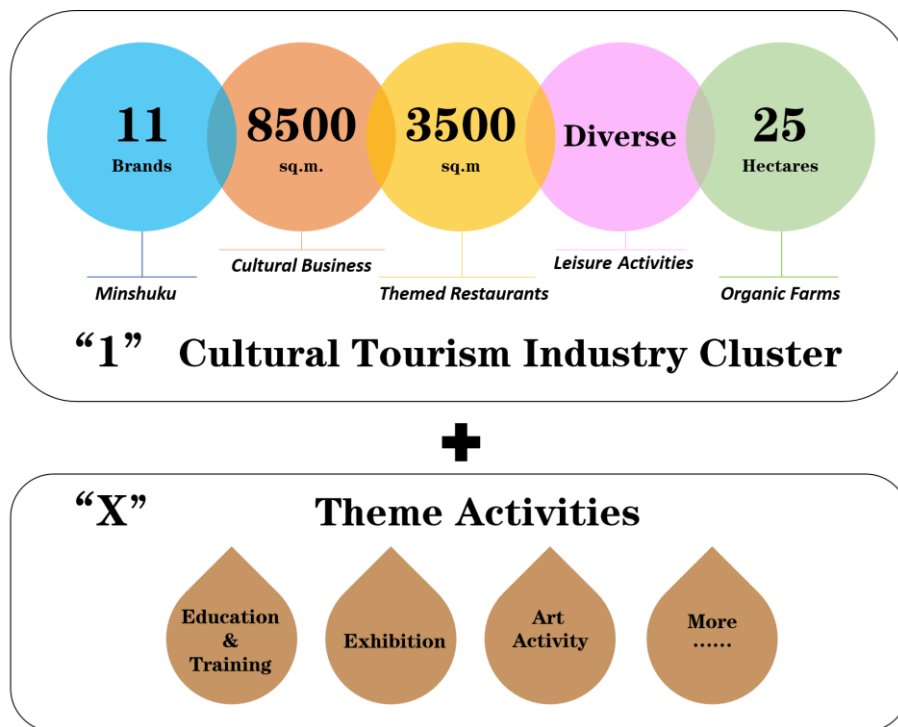 11
Brands
8500
sq.m.
3500
sq.m
Diverse
25
Hectares
Minshuku
Cultural Business
Themed Restaurants
Leisure Activities
Organic Farms
“1” Cultural Tourism Industry Cluster
+
“X” Theme Activities
Education
&
Training
Exhibition
Art
Activity
More
......